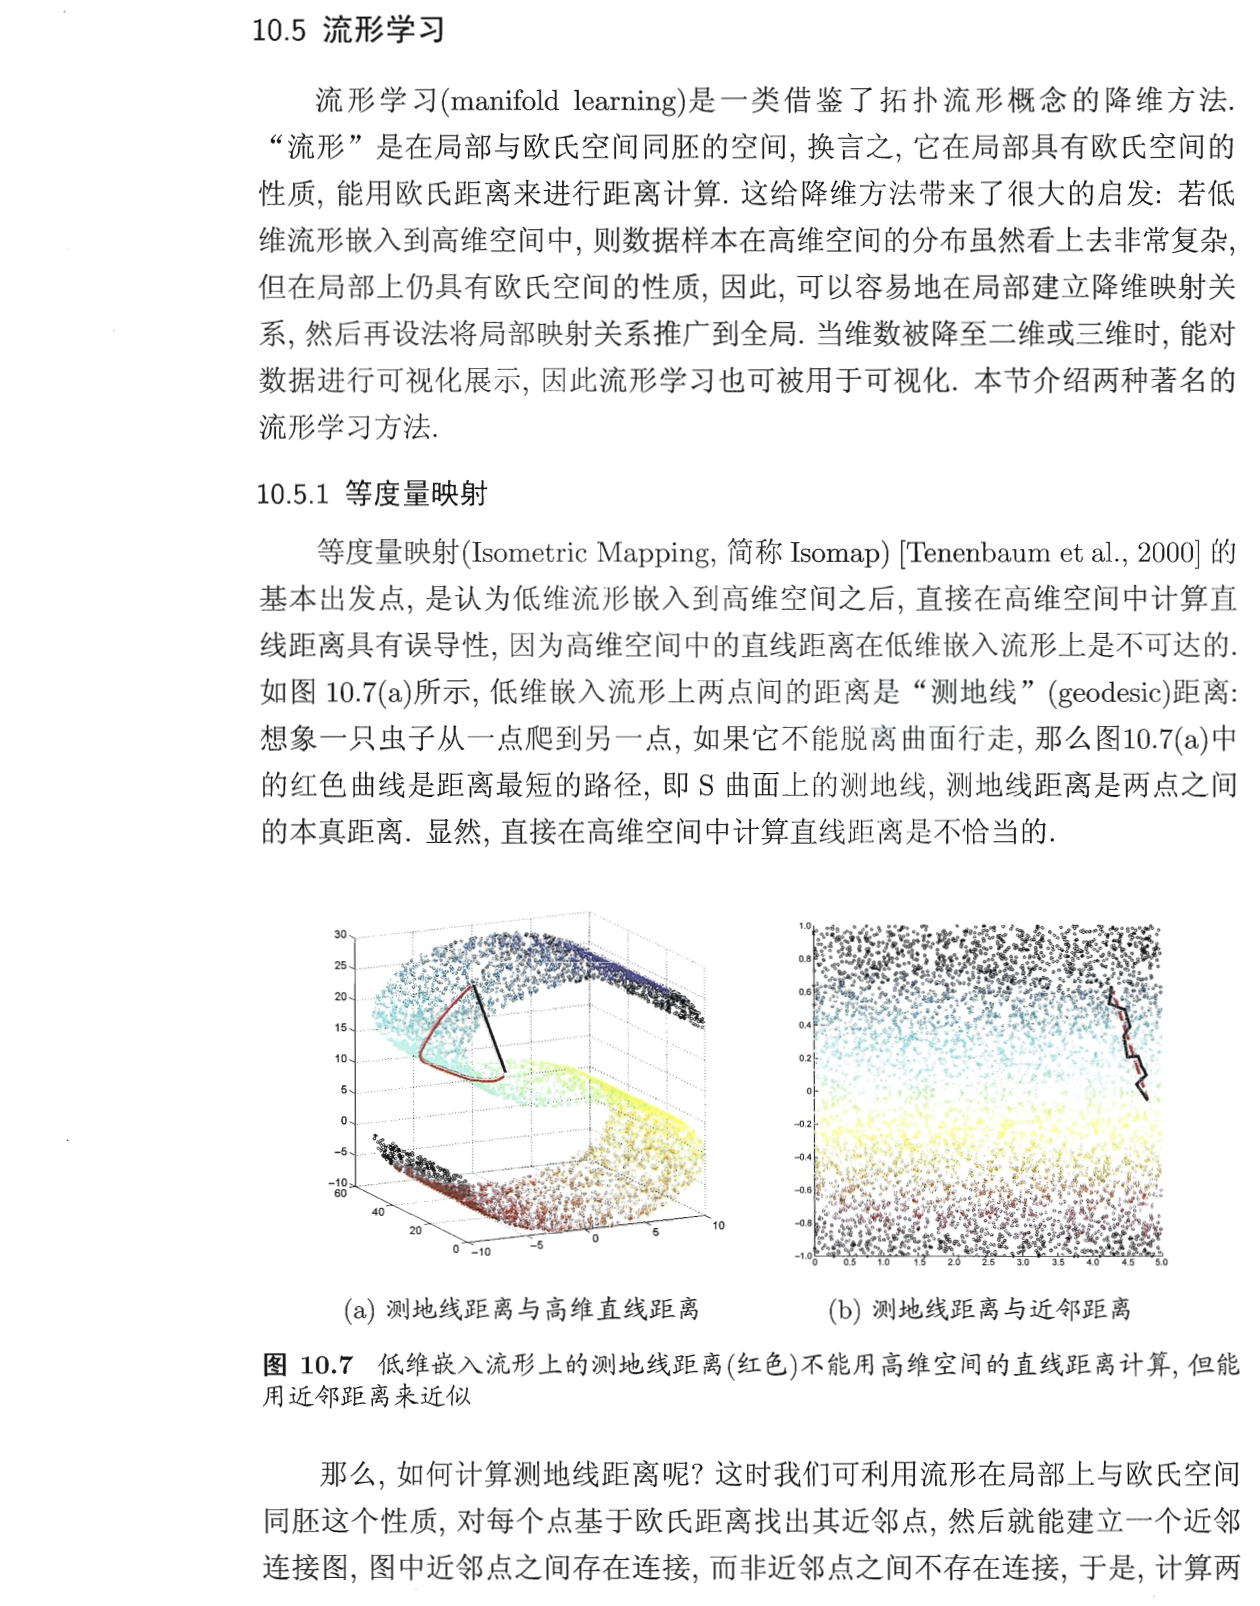 10.5 流形学习
流形学习(manifold learning)是一类借鉴了拓扑流形概念的降维方法.
“流形”是在局部与欧氏空间同胚的空间, 换言之, 它在局部具有欧氏空间的
性质, 能用欧氏距离来进行距离计算. 这给降维方法带来了很大的启发: 若低
维流形嵌入到高维空间中, 则数据样本在高维空间的分布虽然看上去非常复杂,
但在局部上仍具有欧氏空间的性质, 因此, 可以容易地在局部建立降维映射关
系, 然后再设法将局部映射关系推广到全局. 当维数被降至二维或三维时, 能对
数据进行可视化展示, 因此流形学习也可被用于可视化. 本节介绍两种著名的
流形学习方法.
10.5.1 等度量映射
等度量映射(Isometric Mapping, 简称 Isomap) [Tenenbaum et al., 2000] 的
基本出发点, 是认为低维流形嵌入到高维空间之后, 直接在高维空间中计算直
线距离具有误导性, 因为高维空间中的直线距离在低维嵌入流形上是不可达的.
如图 10.7(a)所示, 低维嵌入流形上两点间的距离是“测地线”(geodesic)距离:
想象一只虫子从一点爬到另一点, 如果它不能脱离曲面行走, 那么图10.7(a)中
的红色曲线是距离最短的路径, 即 S 曲面上的测地线, 测地线距离是两点之间
的本真距离. 显然, 直接在高维空间中计算直线距离是不恰当的.
30
25
20
15
10
5
0
−5
−10
60
40
20
0
−10
−5
0
5
10
1.0
0.8
0.6
0.4
0.2
0
−0.2
−0.4
−0.6
−0.8
−1.0
0 0.5 1.0 1.5 2.0 2.5 3.0 3.5 4.0 4.5 5.0
(a) 测地线距离与高维直线距离
(b) 测地线距离与近邻距离
图 10.7 低维嵌入流形上的测地线距离(红色)不能用高维空间的直线距离计算, 但能
用近邻距离来近似
那么, 如何计算测地线距离呢? 这时我们可利用流形在局部上与欧氏空间
同胚这个性质, 对每个点基于欧氏距离找出其近邻点, 然后就能建立一个近邻
连接图, 图中近邻点之间存在连接, 而非近邻点之间不存在连接, 于是, 计算两